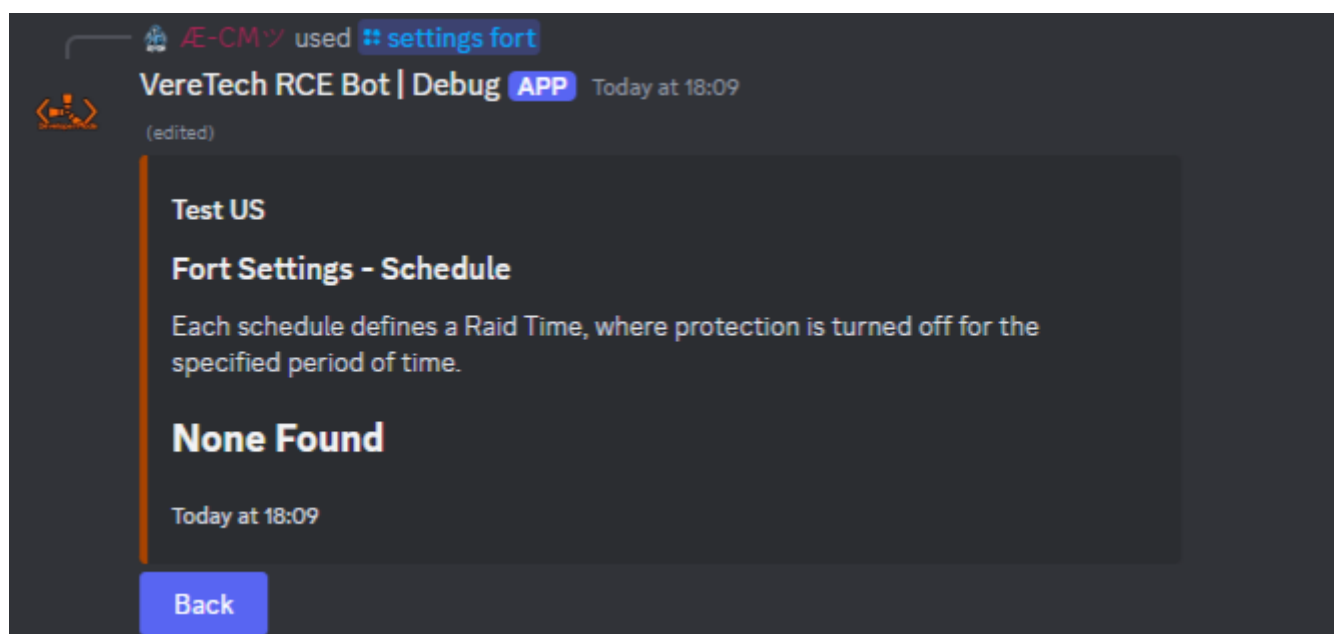 Æ-CMツ used settings fort
VereTech RCE Bot | Debug APP Today at 18:09
(edited)
Test US
Fort Settings - Schedule
Each schedule defines a Raid Time, where protection is turned off for the
specified period of time.
None Found
Today at 18:09
Back